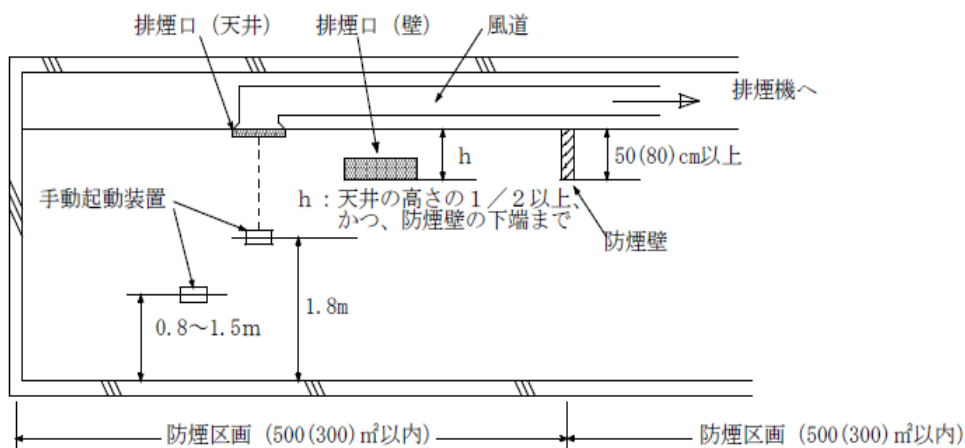 排煙口（天井）
排煙口（壁）
風道
排煙機へ
h
50(80)cm以上
手動起動装置
h：天井の高さの１／２以上、
かつ、防煙壁の下端まで
防煙壁
1.8m
0.8～1.5m
防煙区画（500(300)㎡以内）
防煙区画（500(300)㎡以内）